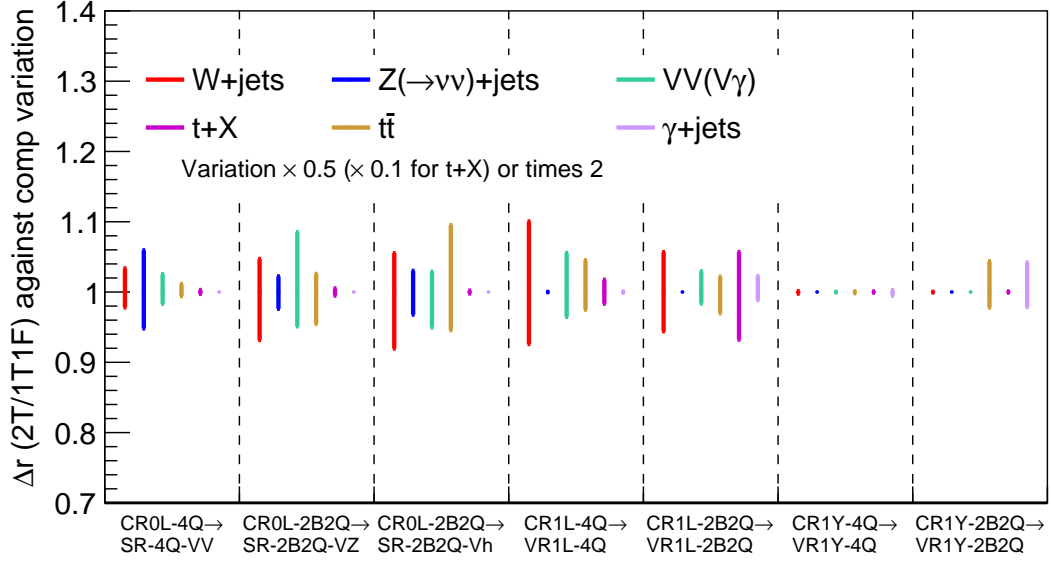 Δr (2T/1T1F) against comp variation
1.4
1.3
1.2
1.1
1
0.9
0.8
0.7
W+jets
Z(→νν)+jets
VV(Vγ)
t+X
tt̄
γ+jets
Variation × 0.5 (× 0.1 for t+X) or times 2
CR0L-4Q→
SR-4Q-VV
CR0L-2B2Q→
SR-2B2Q-VZ
CR0L-2B2Q→
SR-2B2Q-Vh
CR1L-4Q→
VR1L-4Q
CR1L-2B2Q→
VR1L-2B2Q
CR1Y-4Q→
VR1Y-4Q
CR1Y-2B2Q→
VR1Y-2B2Q